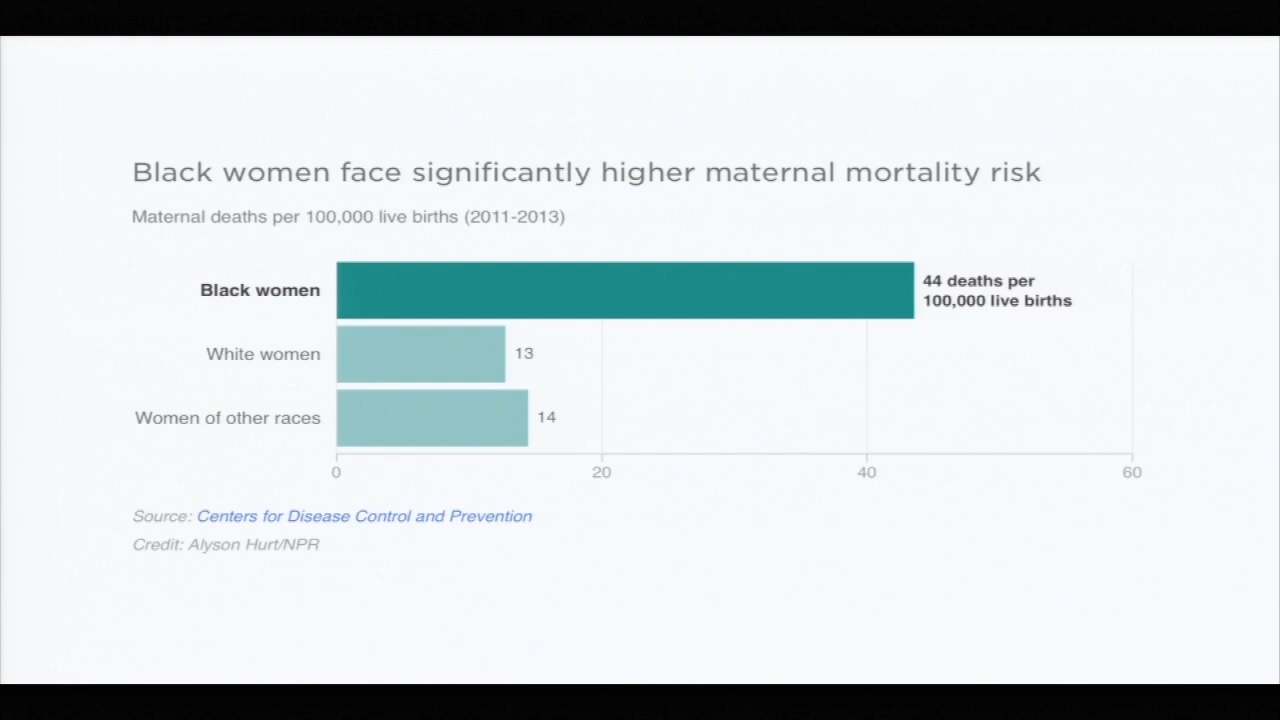 Black women face significantly higher maternal mortality risk
Maternal deaths per 100,000 live births (2011-2013)
Black women
44 deaths per
100,000 live births
White women
13
Women of other races
14
0
20
40
60
Source: Centers for Disease Control and Prevention
Credit: Alyson Hurt/NPR